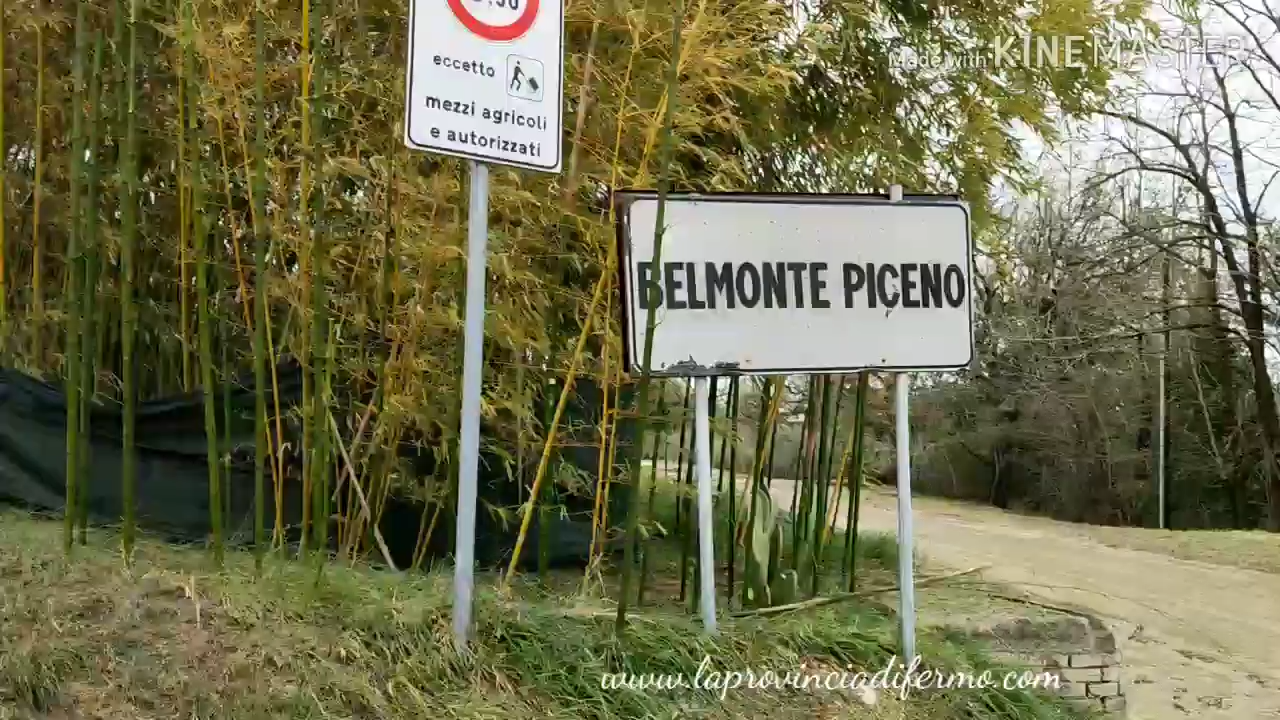 Made with KINEMASTER
eccetto
mezzi agricoli
e autorizzati
BELMONTE PICENO
www.laprovinciadifermo.com